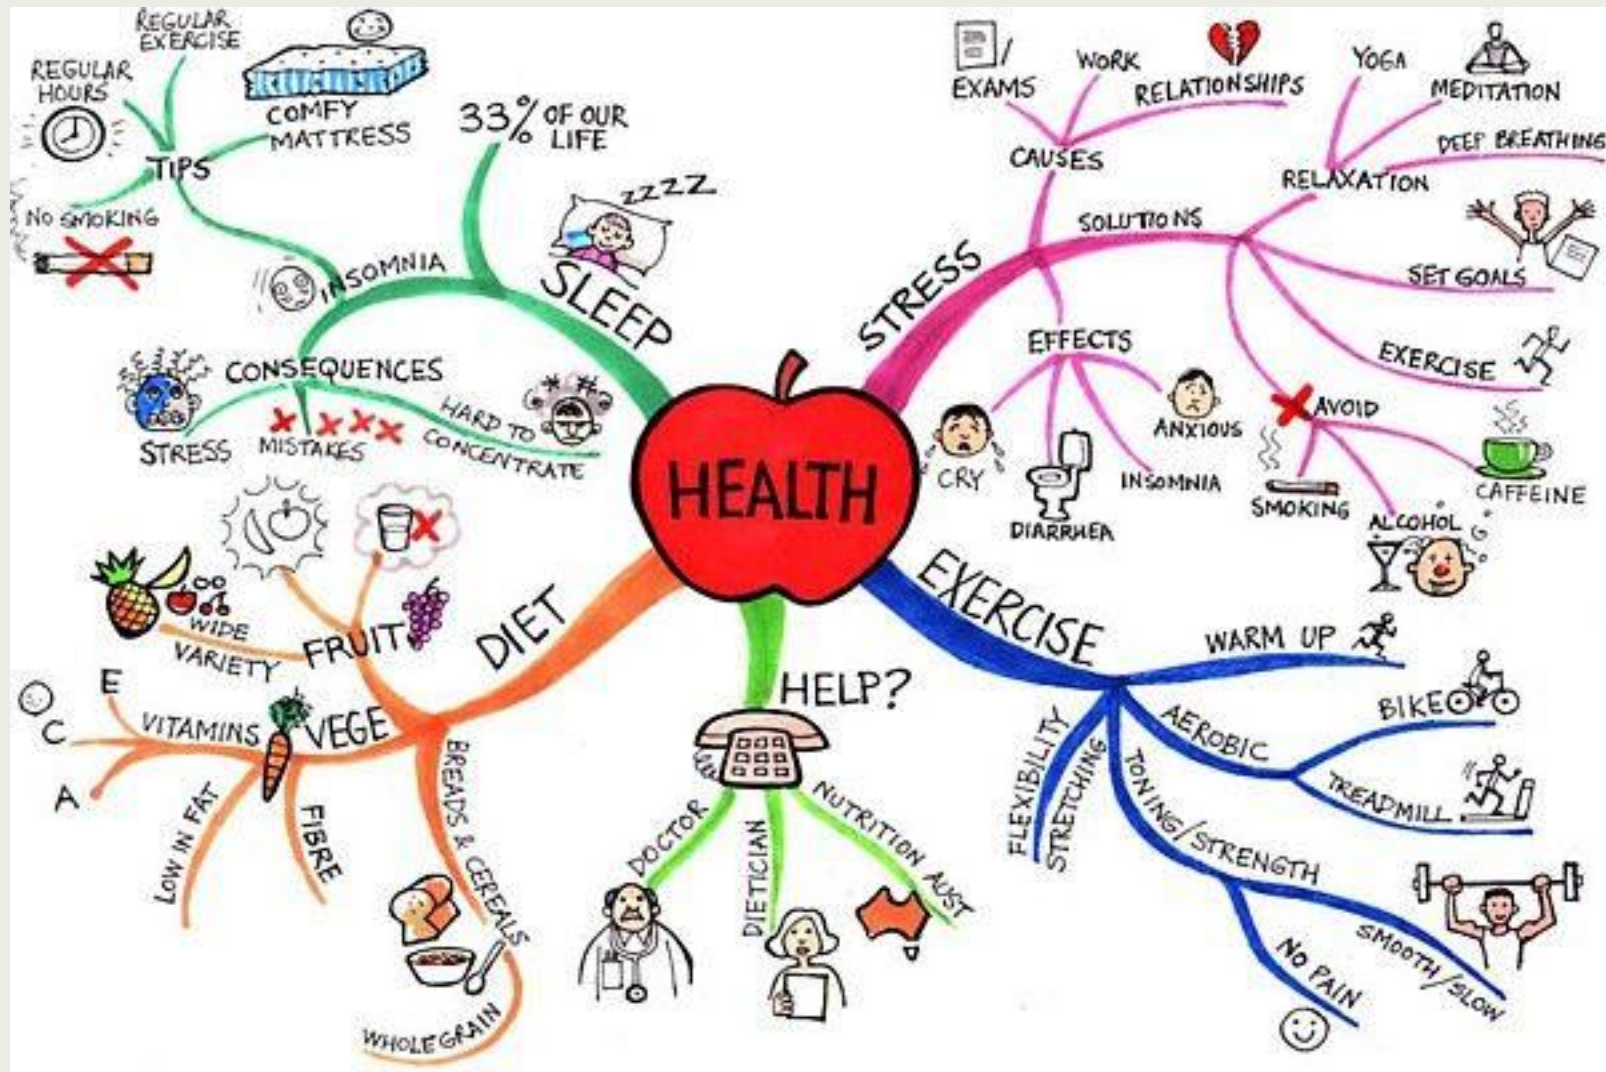 HEALTH
SLEEP
33% OF OUR
LIFE
ZZZZ
INSOMNIA
TIPS
REGULAR
HOURS
REGULAR
EXERCISE
COMFY
MATTRESS
NO SMOKING
CONSEQUENCES
STRESS
MISTAKES
HARD TO
CONCENTRATE
STRESS
CAUSES
EXAMS
WORK
RELATIONSHIPS
SOLUTIONS
RELAXATION
YOGA
MEDITATION
DEEP BREATHING
SET GOALS
EXERCISE
AVOID
SMOKING
ALCOHOL
CAFFEINE
EFFECTS
CRY
DIARRHEA
INSOMNIA
ANXIOUS
DIET
FRUIT
WIDE
VARIETY
VEGE
VITAMINS
E
C
A
LOW IN FAT
FIBRE
BREADS & CEREALS
WHOLEGRAIN
HELP?
DOCTOR
DIETICIAN
NUTRITION AUST
EXERCISE
WARM UP
AEROBIC
BIKE
TREADMILL
TONING/STRENGTH
SMOOTH/SLOW
NO PAIN
FLEXIBILITY
STRETCHING